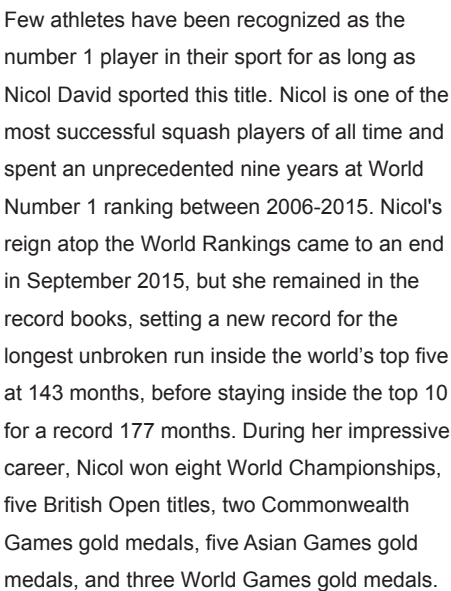 Few athletes have been recognized as the
number 1 player in their sport for as long as
Nicol David sported this title. Nicol is one of the
most successful squash players of all time and
spent an unprecedented nine years at World
Number 1 ranking between 2006-2015. Nicol's
reign atop the World Rankings came to an end
in September 2015, but she remained in the
record books, setting a new record for the
longest unbroken run inside the world’s top five
at 143 months, before staying inside the top 10
for a record 177 months. During her impressive
career, Nicol won eight World Championships,
five British Open titles, two Commonwealth
Games gold medals, five Asian Games gold
medals, and three World Games gold medals.